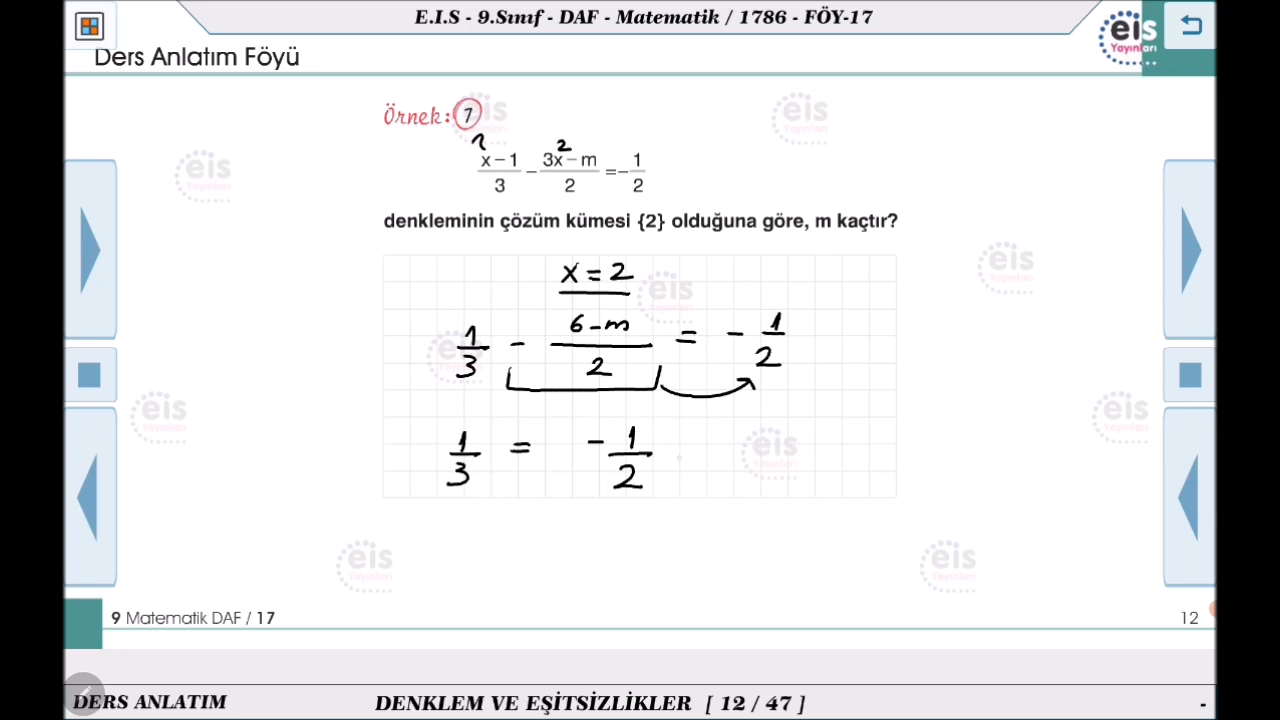 E.I.S - 9.Sınıf - DAF - Matematik / 1786 - FÖY-17
eis
Yayınları
Ders Anlatım Föyü
Örnek: 7
1 2
x − 1 / 3 − 3x − m / 2 = − 1 / 2
denkleminin çözüm kümesi {2} olduğuna göre, m kaçtır?
x = 2
1/3 − 6 − m / 2 = − 1/2
1/3 = − 1/2
9 Matematik DAF / 17
12
DERS ANLATIM
DENKLEM VE EŞİTSİZLİKLER [ 12 / 47 ]
-